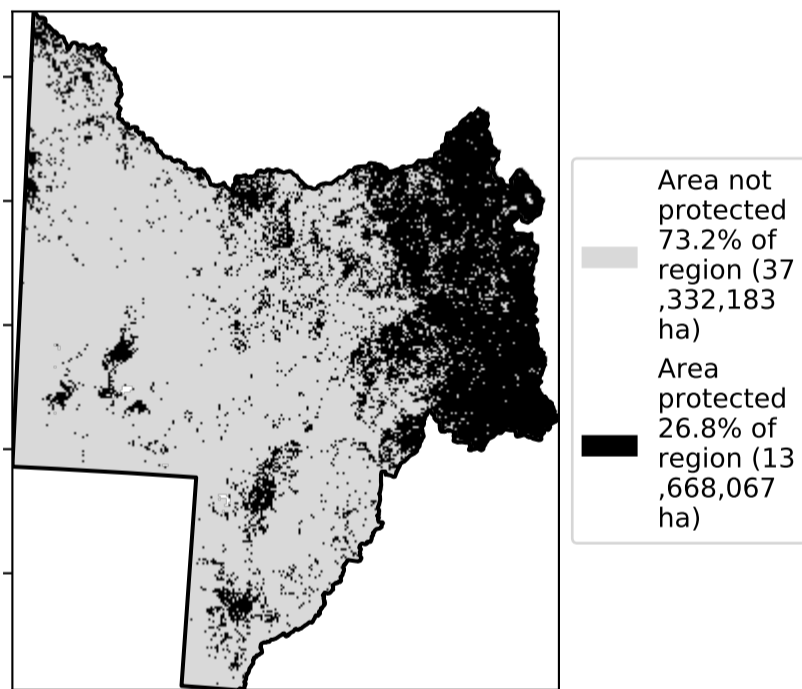 Area not
protected
73.2% of
region (37
,332,183
ha)
Area
protected
26.8% of
region (13
,668,067
ha)